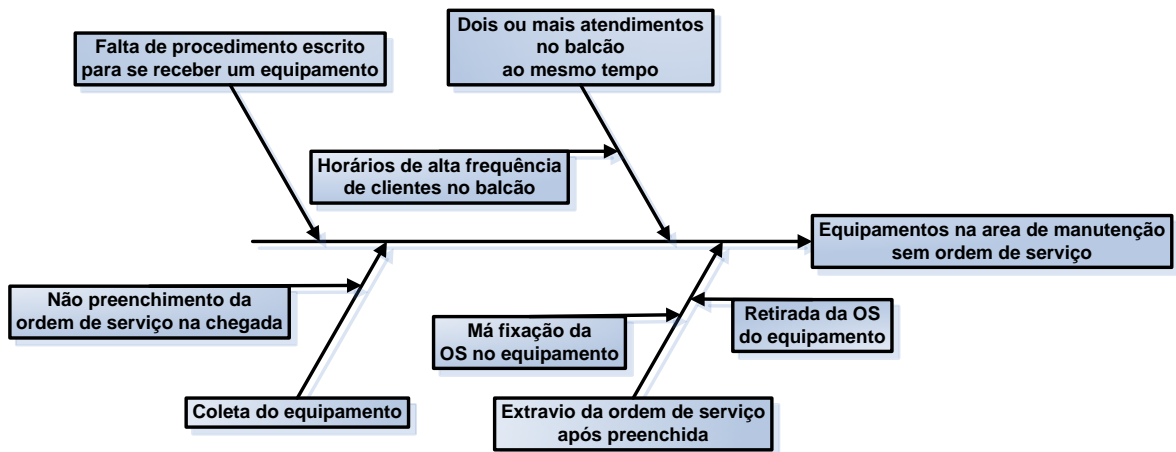 Falta de procedimento escrito
para se receber um equipamento
Dois ou mais atendimentos
no balcão
ao mesmo tempo
Horários de alta frequência
de clientes no balcão
Equipamentos na area de manutenção
sem ordem de serviço
Não preenchimento da
ordem de serviço na chegada
Má fixação da
OS no equipamento
Retirada da OS
do equipamento
Coleta do equipamento
Extravio da ordem de serviço
após preenchida